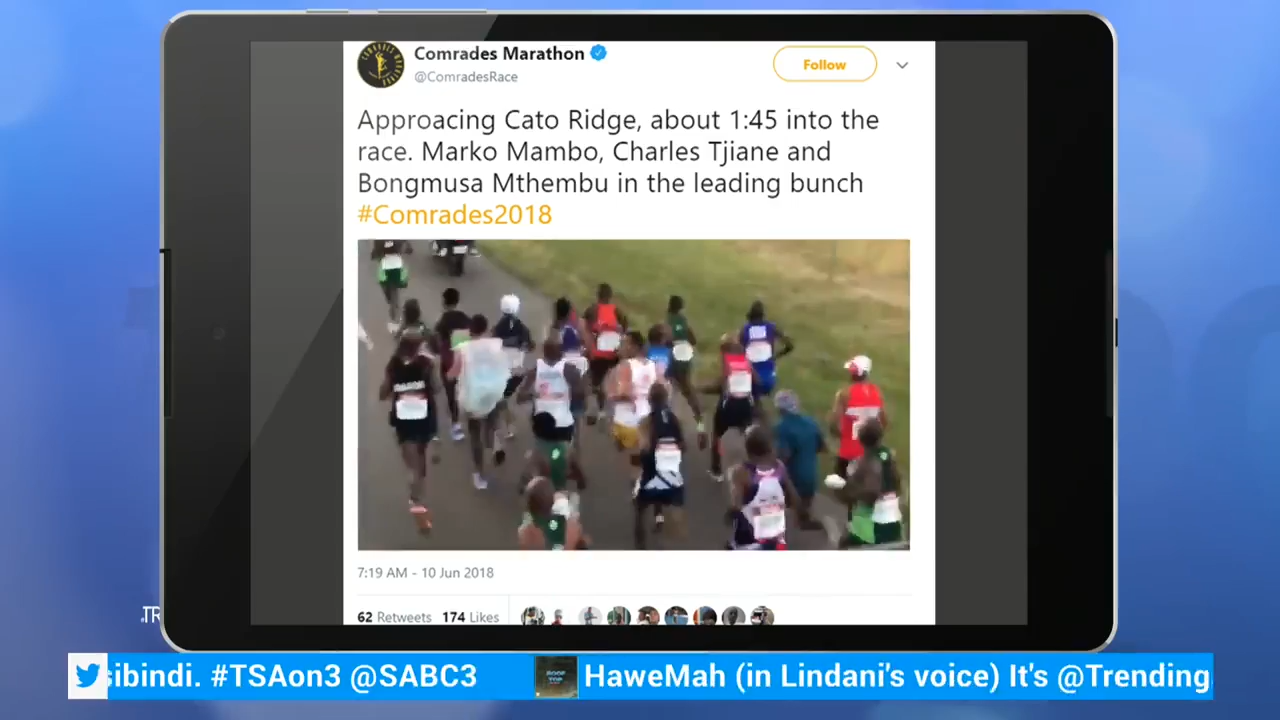 Comrades Marathon
@ComradesRace
Follow
Approacing Cato Ridge, about 1:45 into the
race. Marko Mambo, Charles Tjiane and
Bongmusa Mthembu in the leading bunch
#Comrades2018
7:19 AM - 10 Jun 2018
62 Retweets 174 Likes
.TR
sibindi. #TSAon3 @SABC3 HaweMah (in Lindani's voice) It's @Trending